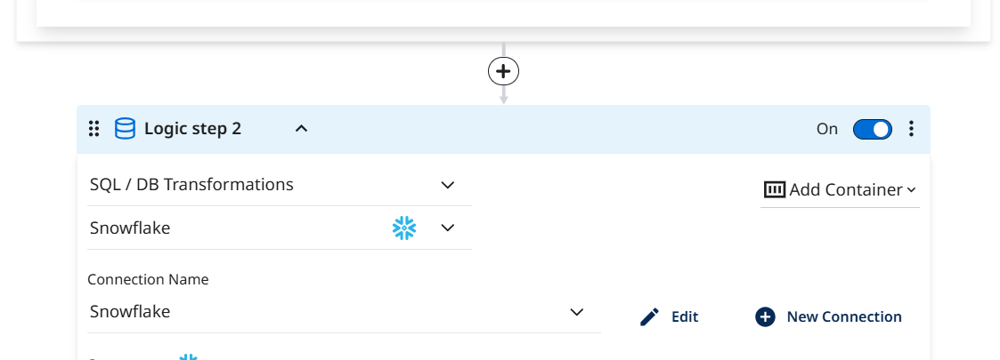 Logic step 2
On
SQL / DB Transformations
Add Container
Snowflake
Connection Name
Snowflake
Edit
New Connection